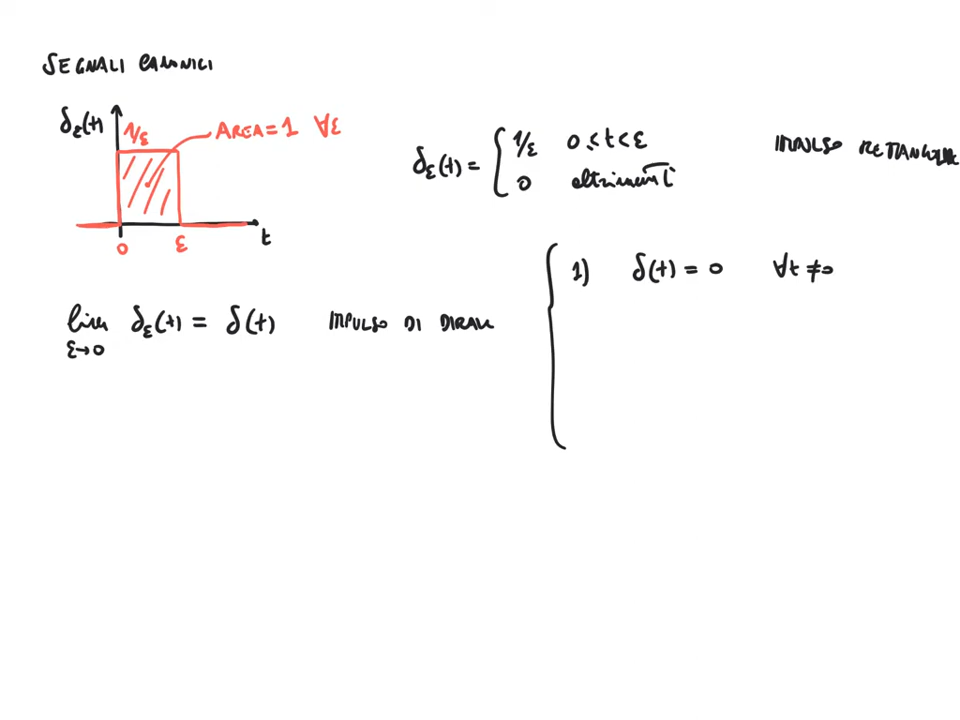 SEGNALI CANONICI
δε(t)
1/ε
AREA = 1 ∀ε
0 ε t
δε(t) = { 1/ε 0 < t < ε
0 altrimenti
IMPULSO RETTANGOLARE
lim ε→0 δε(t) = δ(t) IMPULSO DI DIRAC
1) δ(t) = 0 ∀t ≠ 0